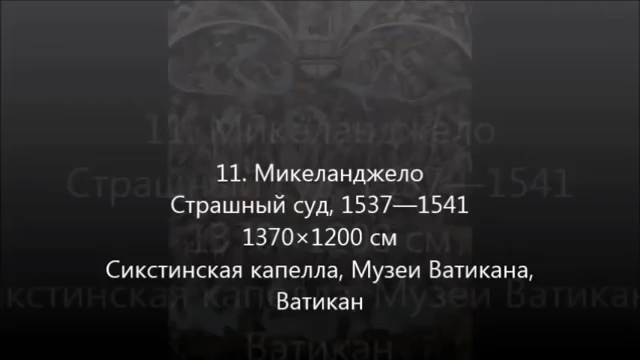 11. Микеланджело
Страшный суд, 1537—1541
1370×1200 см
Сикстинская капелла, Музеи Ватикана,
Ватикан